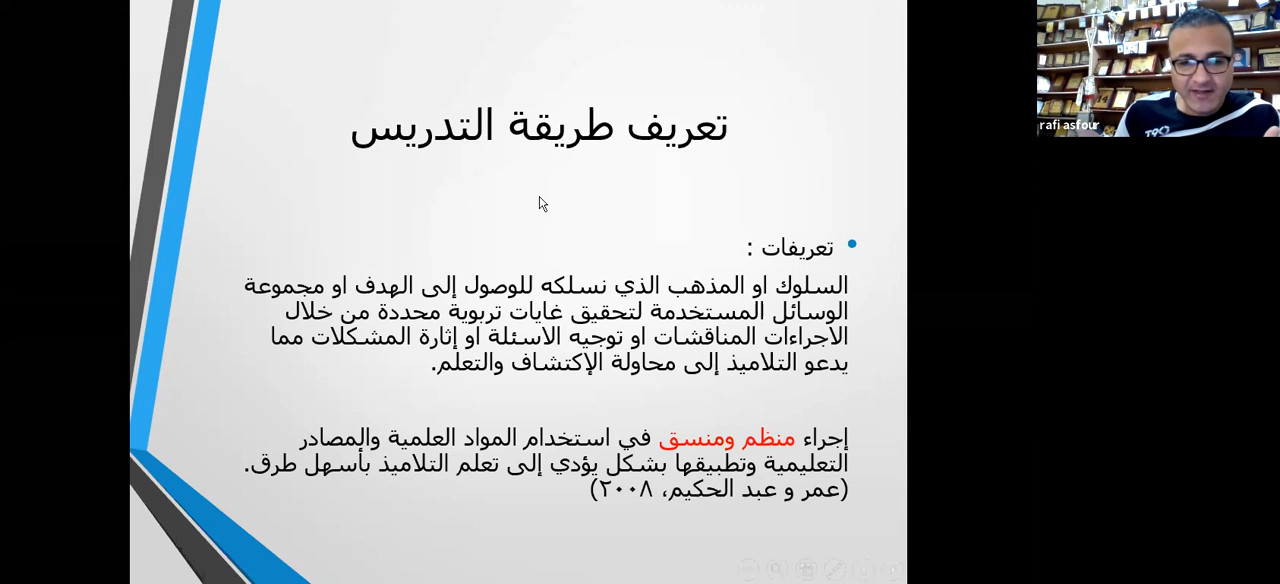 تعريف طريقة التدريس
تعريفات :
السلوك او المذهب الذي نسلكه للوصول إلى الهدف او مجموعة
الوسائل المستخدمة لتحقيق غايات تربوية محددة من خلال
الاجراءات المناقشات او توجيه الاسئلة او إثارة المشكلات مما
يدعو التلاميذ إلى محاولة الإكتشاف والتعلم.
إجراء منظم ومنسق في استخدام المواد العلمية والمصادر
التعليمية وتطبيقها بشكل يؤدي إلى تعلم التلاميذ بأسهل طرق.
(عمر و عبد الحكيم، ٢٠٠٨)
rafi asfour